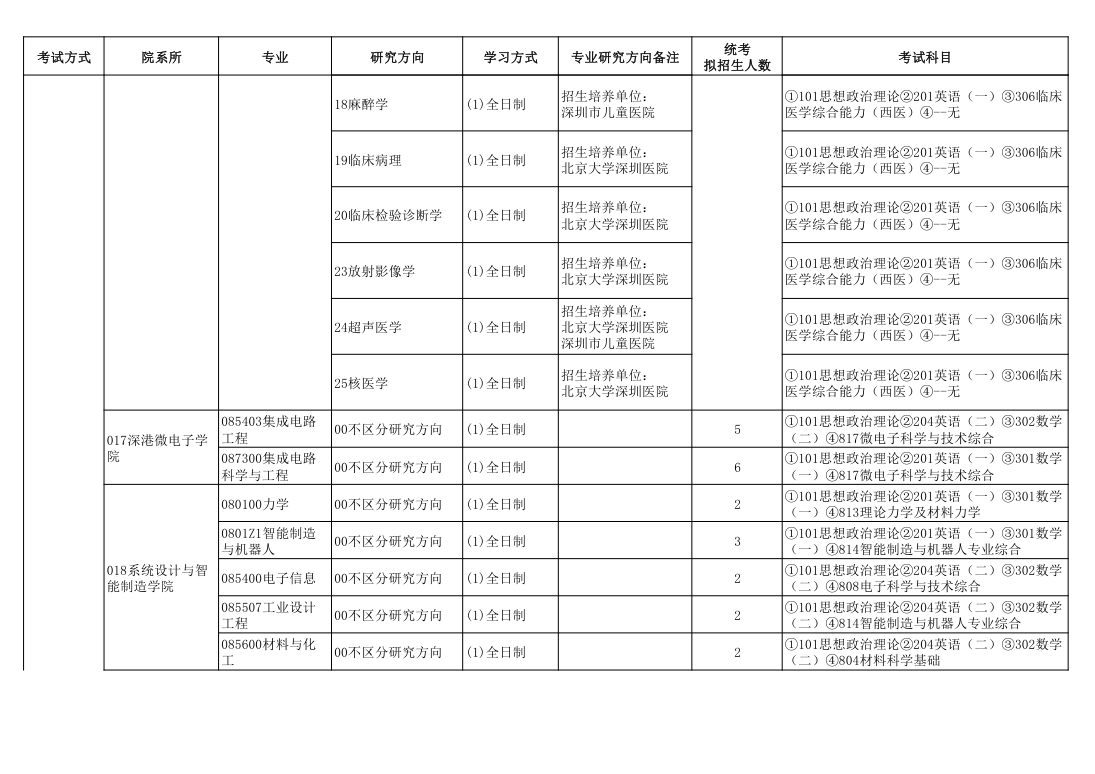 考试方式
院系所
专业
研究方向
学习方式
专业研究方向备注
统考
拟招生人数
考试科目
18麻醉学
(1)全日制
招生培养单位:
深圳市儿童医院
①101思想政治理论②201英语（一）③306临床
医学综合能力（西医）④--无
19临床病理
(1)全日制
招生培养单位:
北京大学深圳医院
①101思想政治理论②201英语（一）③306临床
医学综合能力（西医）④--无
20临床检验诊断学
(1)全日制
招生培养单位:
北京大学深圳医院
①101思想政治理论②201英语（一）③306临床
医学综合能力（西医）④--无
23放射影像学
(1)全日制
招生培养单位:
北京大学深圳医院
①101思想政治理论②201英语（一）③306临床
医学综合能力（西医）④--无
24超声医学
(1)全日制
招生培养单位:
北京大学深圳医院
深圳市儿童医院
①101思想政治理论②201英语（一）③306临床
医学综合能力（西医）④--无
25核医学
(1)全日制
招生培养单位:
北京大学深圳医院
①101思想政治理论②201英语（一）③306临床
医学综合能力（西医）④--无
017深港微电子学
院
085403集成电路
工程
00不区分研究方向
(1)全日制
5
①101思想政治理论②204英语（二）③302数学
（二）④817微电子科学与技术综合
087300集成电路
科学与工程
00不区分研究方向
(1)全日制
6
①101思想政治理论②201英语（一）③301数学
（一）④817微电子科学与技术综合
018系统设计与智
能制造学院
080100力学
00不区分研究方向
(1)全日制
2
①101思想政治理论②201英语（一）③301数学
（一）④813理论力学及材料力学
0801Z1智能制造
与机器人
00不区分研究方向
(1)全日制
3
①101思想政治理论②201英语（一）③301数学
（一）④814智能制造与机器人专业综合
085400电子信息
00不区分研究方向
(1)全日制
2
①101思想政治理论②204英语（二）③302数学
（二）④808电子科学与技术综合
085507工业设计
工程
00不区分研究方向
(1)全日制
2
①101思想政治理论②204英语（二）③302数学
（二）④814智能制造与机器人专业综合
085600材料与化
工
00不区分研究方向
(1)全日制
2
①101思想政治理论②204英语（二）③302数学
（二）④804材料科学基础